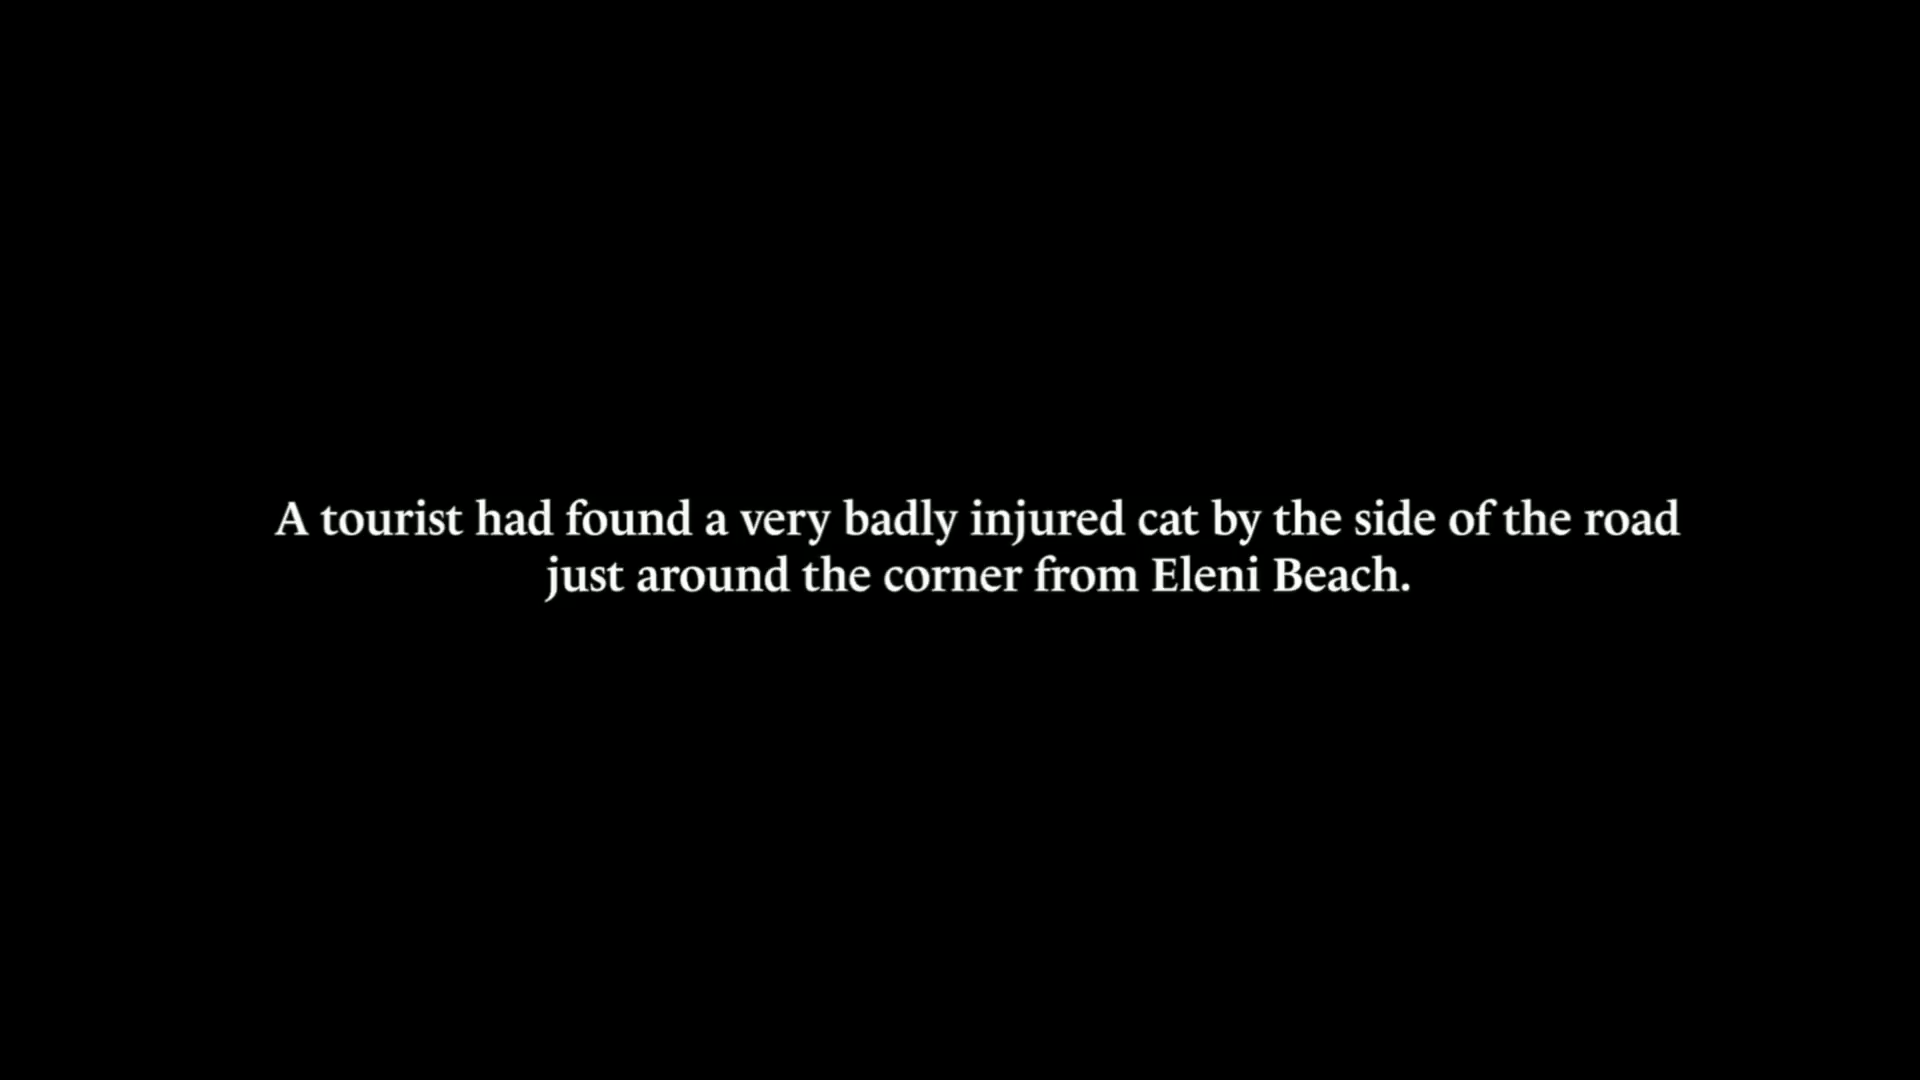 A tourist had found a very badly injured cat by the side of the road
just around the corner from Eleni Beach.